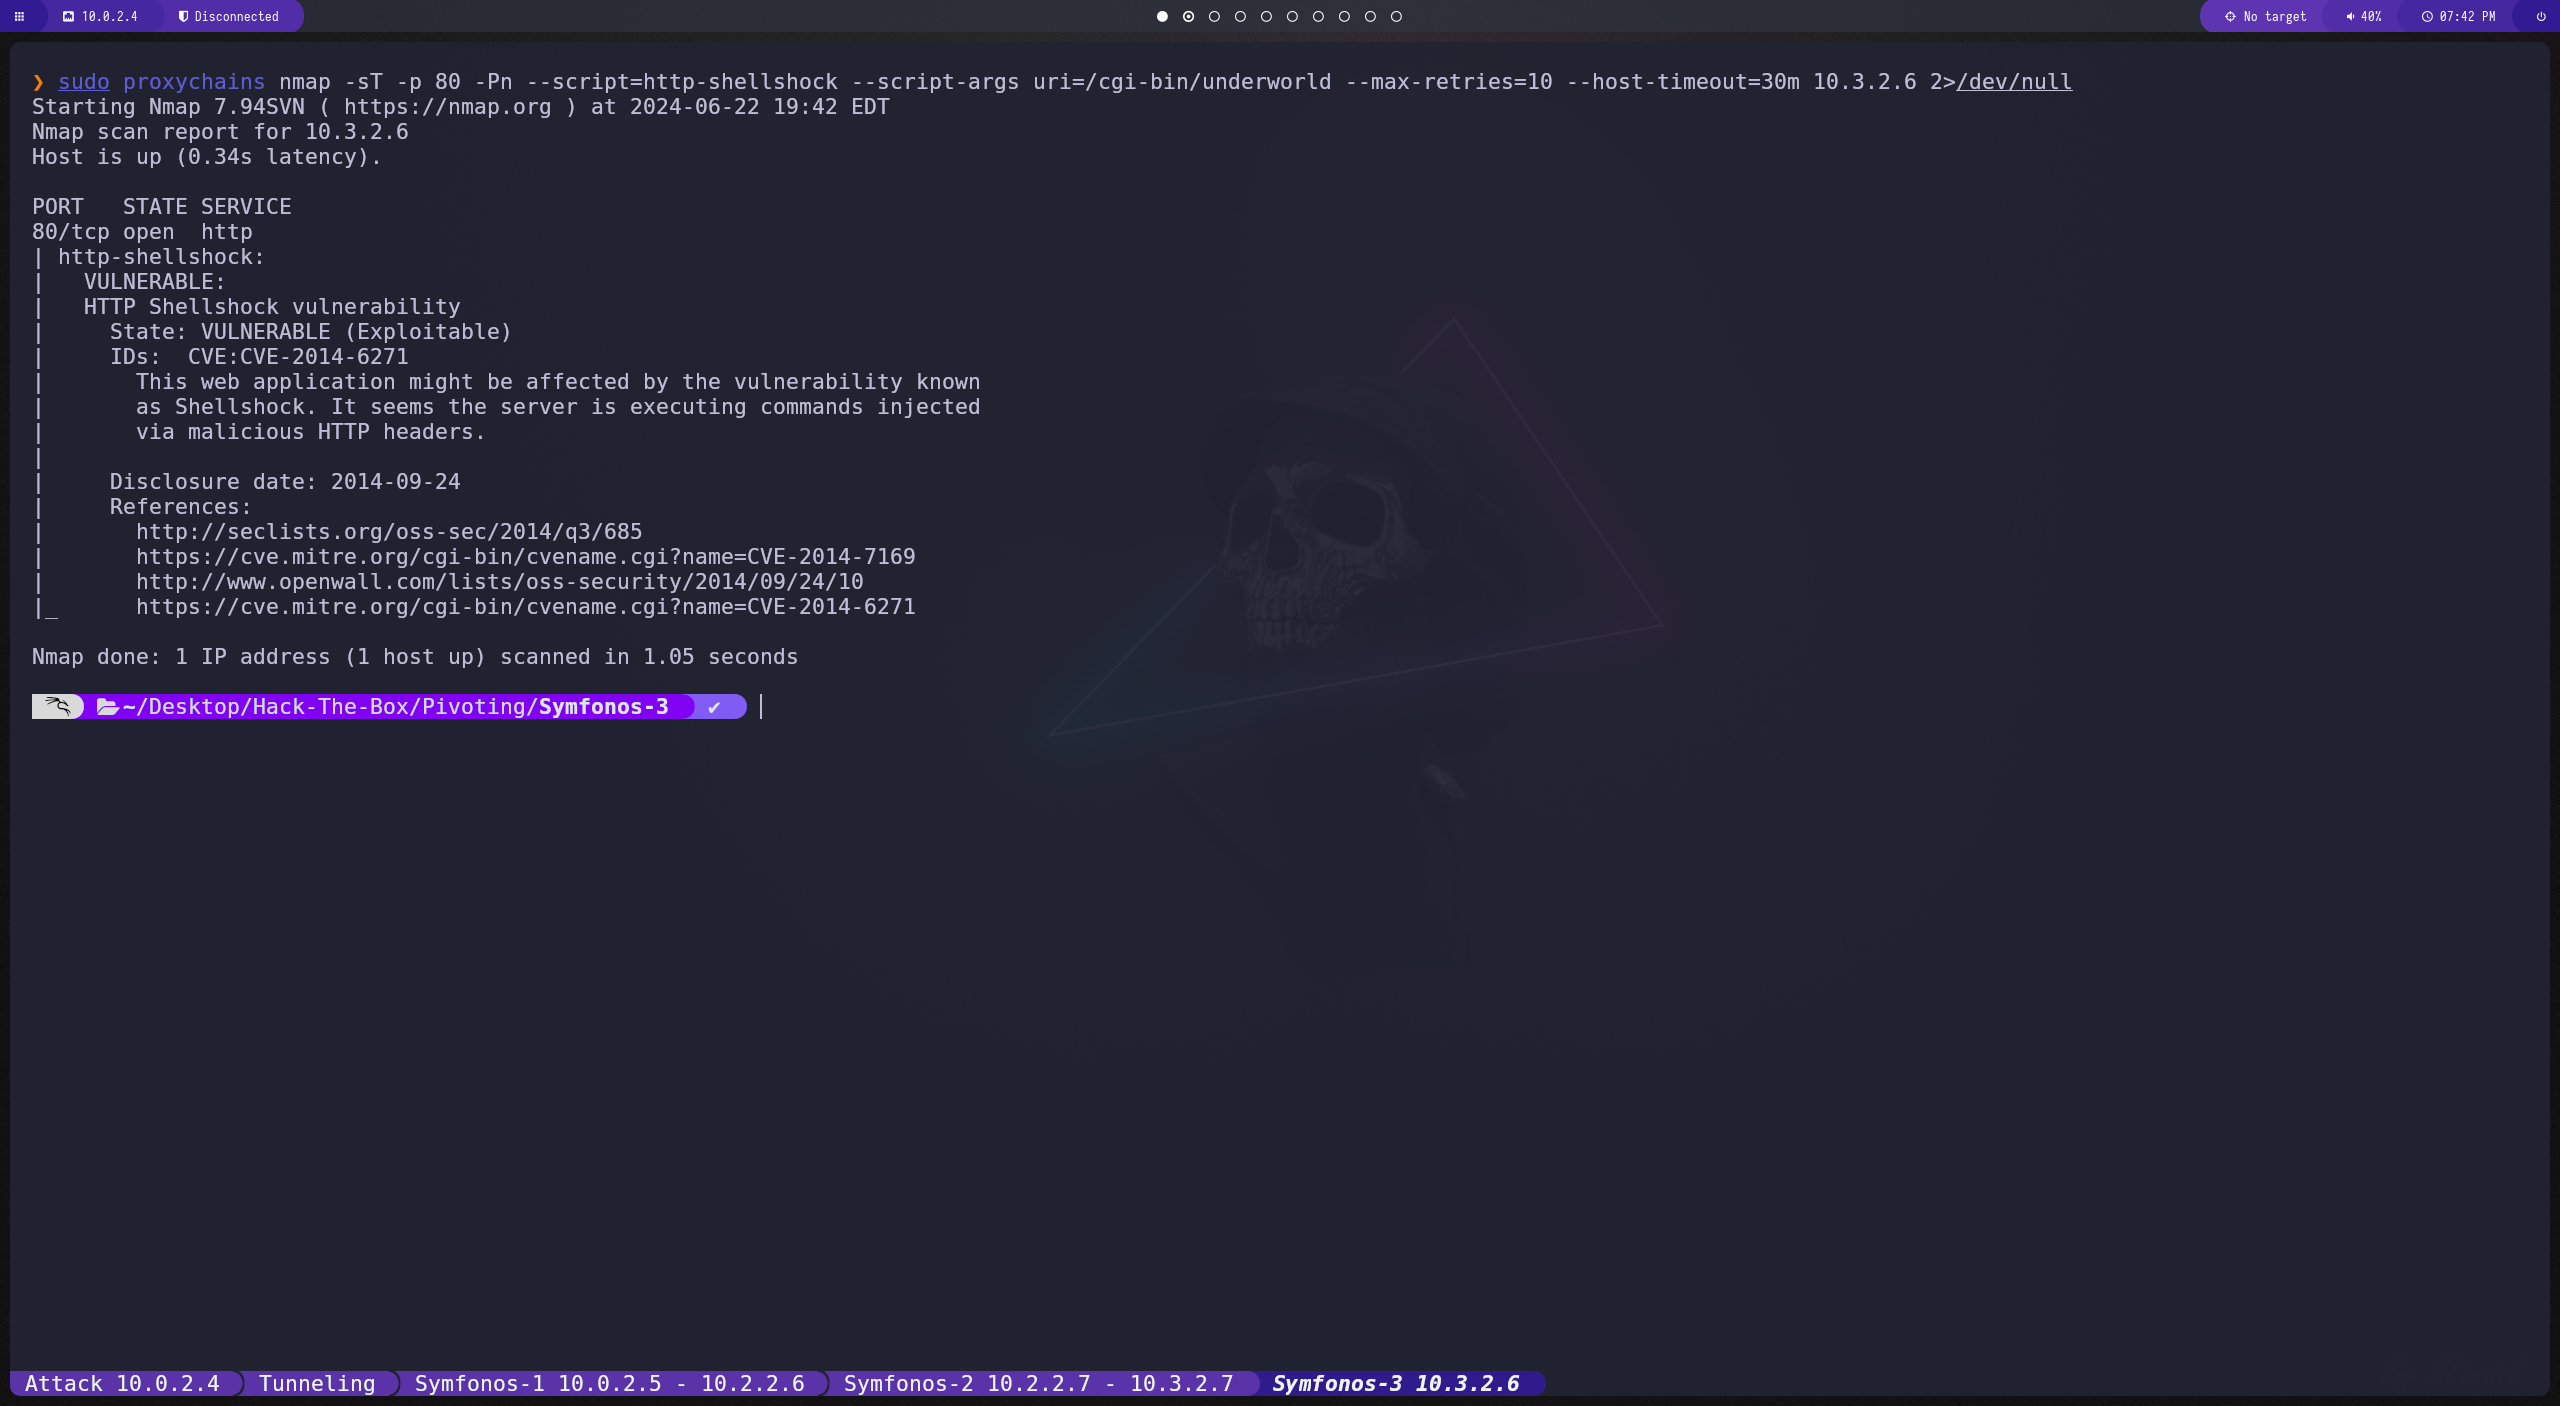 10.0.2.4 Disconnected No target 40% 07:42 PM
❯ sudo proxychains nmap -sT -p 80 -Pn --script=http-shellshock --script-args uri=/cgi-bin/underworld --max-retries=10 --host-timeout=30m 10.3.2.6 2>/dev/null
Starting Nmap 7.94SVN ( https://nmap.org ) at 2024-06-22 19:42 EDT
Nmap scan report for 10.3.2.6
Host is up (0.34s latency).
PORT   STATE SERVICE
80/tcp open  http
| http-shellshock:
|   VULNERABLE:
|   HTTP Shellshock vulnerability
|     State: VULNERABLE (Exploitable)
|     IDs:  CVE:CVE-2014-6271
|       This web application might be affected by the vulnerability known
|       as Shellshock. It seems the server is executing commands injected
|       via malicious HTTP headers.
|
|     Disclosure date: 2014-09-24
|     References:
|       http://seclists.org/oss-sec/2014/q3/685
|       https://cve.mitre.org/cgi-bin/cvename.cgi?name=CVE-2014-7169
|       http://www.openwall.com/lists/oss-security/2014/09/24/10
|_      https://cve.mitre.org/cgi-bin/cvename.cgi?name=CVE-2014-6271
Nmap done: 1 IP address (1 host up) scanned in 1.05 seconds
~/Desktop/Hack-The-Box/Pivoting/Symfonos-3 ✔
Attack 10.0.2.4 Tunneling Symfonos-1 10.0.2.5 - 10.2.2.6 Symfonos-2 10.2.2.7 - 10.3.2.7 Symfonos-3 10.3.2.6